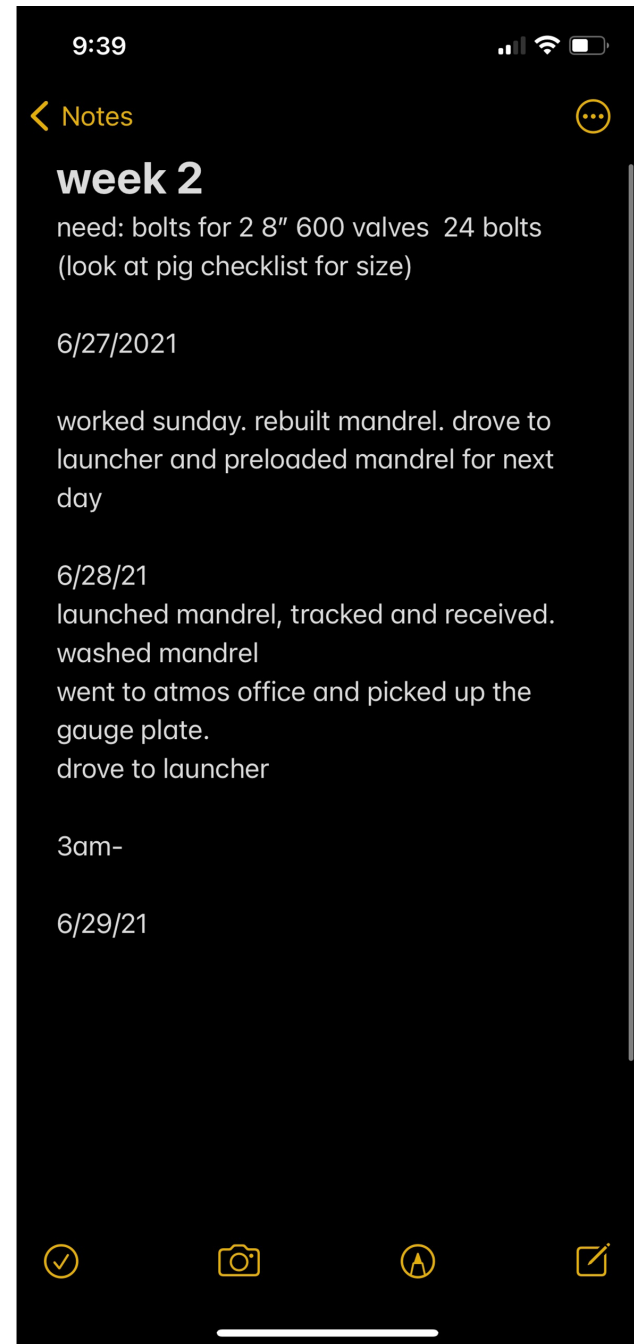 9:39
Notes
week 2
need: bolts for 2 8” 600 valves  24 bolts
(look at pig checklist for size)
6/27/2021
worked sunday. rebuilt mandrel. drove to
launcher and preloaded mandrel for next
day
6/28/21
launched mandrel, tracked and received.
washed mandrel
went to atmos office and picked up the
gauge plate.
drove to launcher
3am-
6/29/21